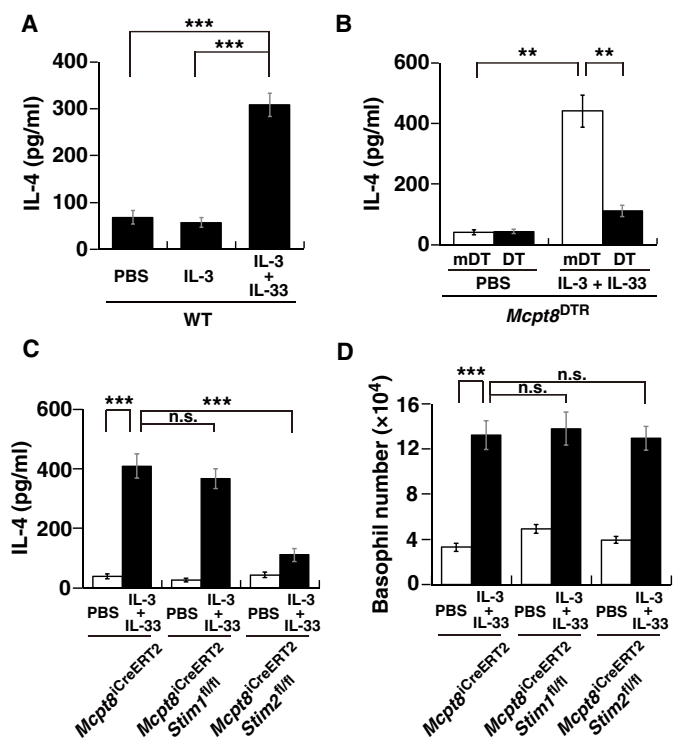 A
***
***
400
300
200
100
0
IL-4 (pg/ml)
PBS
IL-3
IL-3
+
IL-33
WT
B
**
**
600
400
200
0
IL-4 (pg/ml)
mDT DT mDT DT
PBS IL-3 + IL-33
Mcpt8DTR
C
***
***
n.s.
600
400
200
0
IL-4 (pg/ml)
PBS IL-3 + IL-33 PBS IL-3 + IL-33 PBS IL-3 + IL-33
Mcpt8iCreERT2
Mcpt8iCreERT2
Stim1fl/fl
Mcpt8iCreERT2
Stim2fl/fl
D
n.s.
***
n.s.
16
12
8
4
0
Basophil number (×104)
PBS IL-3 + IL-33 PBS IL-3 + IL-33 PBS IL-3 + IL-33
Mcpt8iCreERT2
Mcpt8iCreERT2
Stim1fl/fl
Mcpt8iCreERT2
Stim2fl/fl